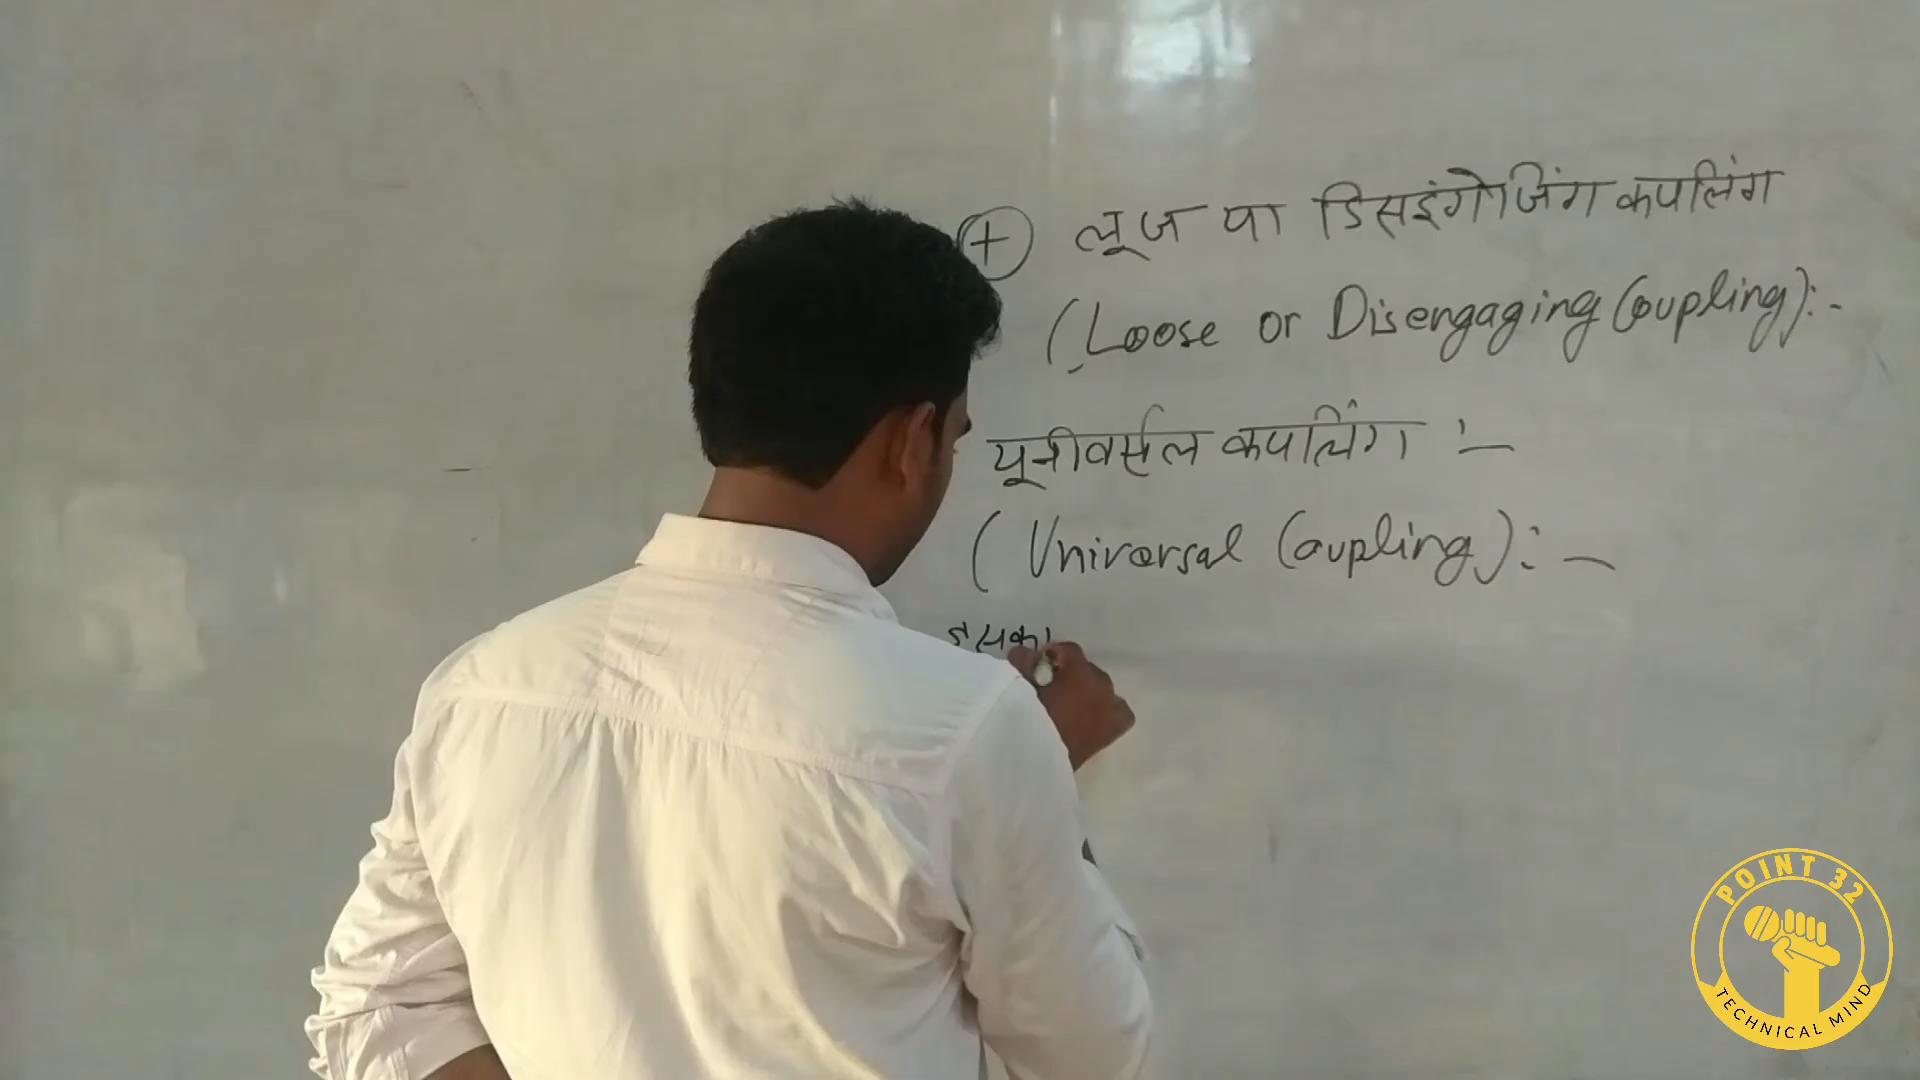 + लूज या डिसइंगेजिंग कपलिंग
(Loose or Disengaging Coupling):-
यूनीवर्सल कपलिंग :-
(Universal Coupling):-
इसका
POINT 32
TECHNICAL MIND